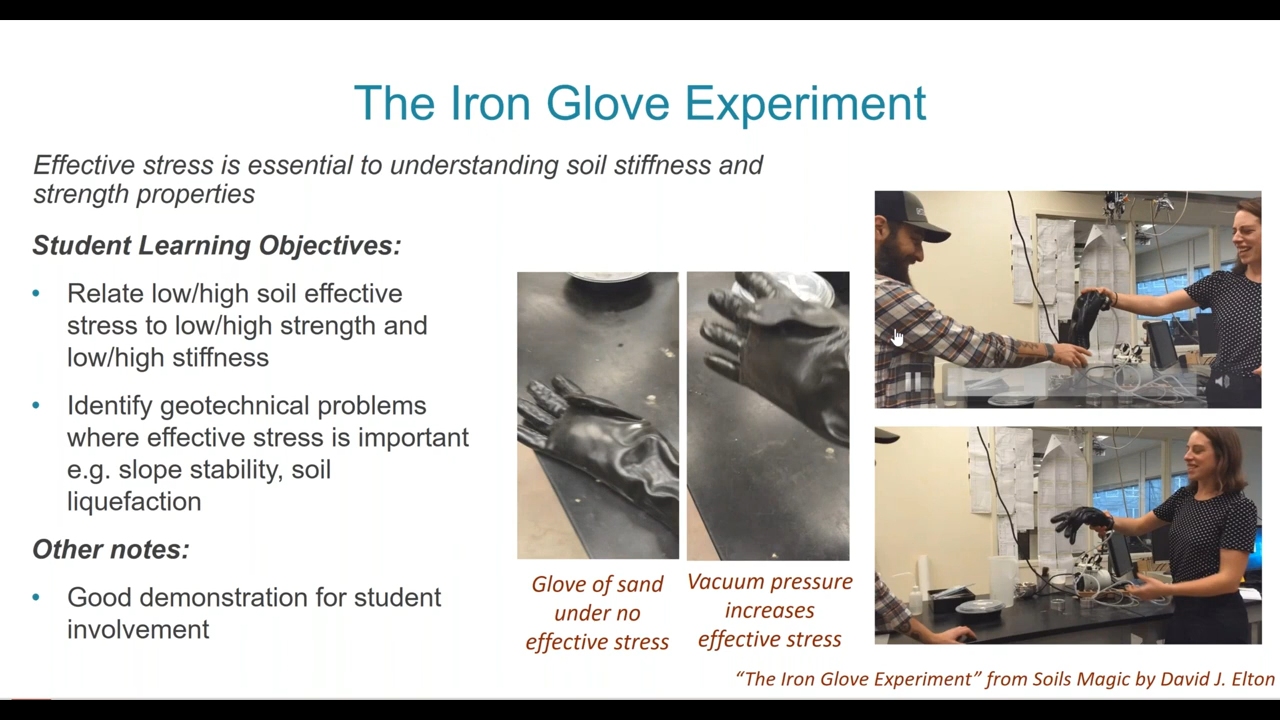 The Iron Glove Experiment
Effective stress is essential to understanding soil stiffness and
strength properties
Student Learning Objectives:
• Relate low/high soil effective
stress to low/high strength and
low/high stiffness
• Identify geotechnical problems
where effective stress is important
e.g. slope stability, soil
liquefaction
Other notes:
• Good demonstration for student
involvement
Glove of sand
under no
effective stress
Vacuum pressure
increases
effective stress
“The Iron Glove Experiment” from Soils Magic by David J. Elton